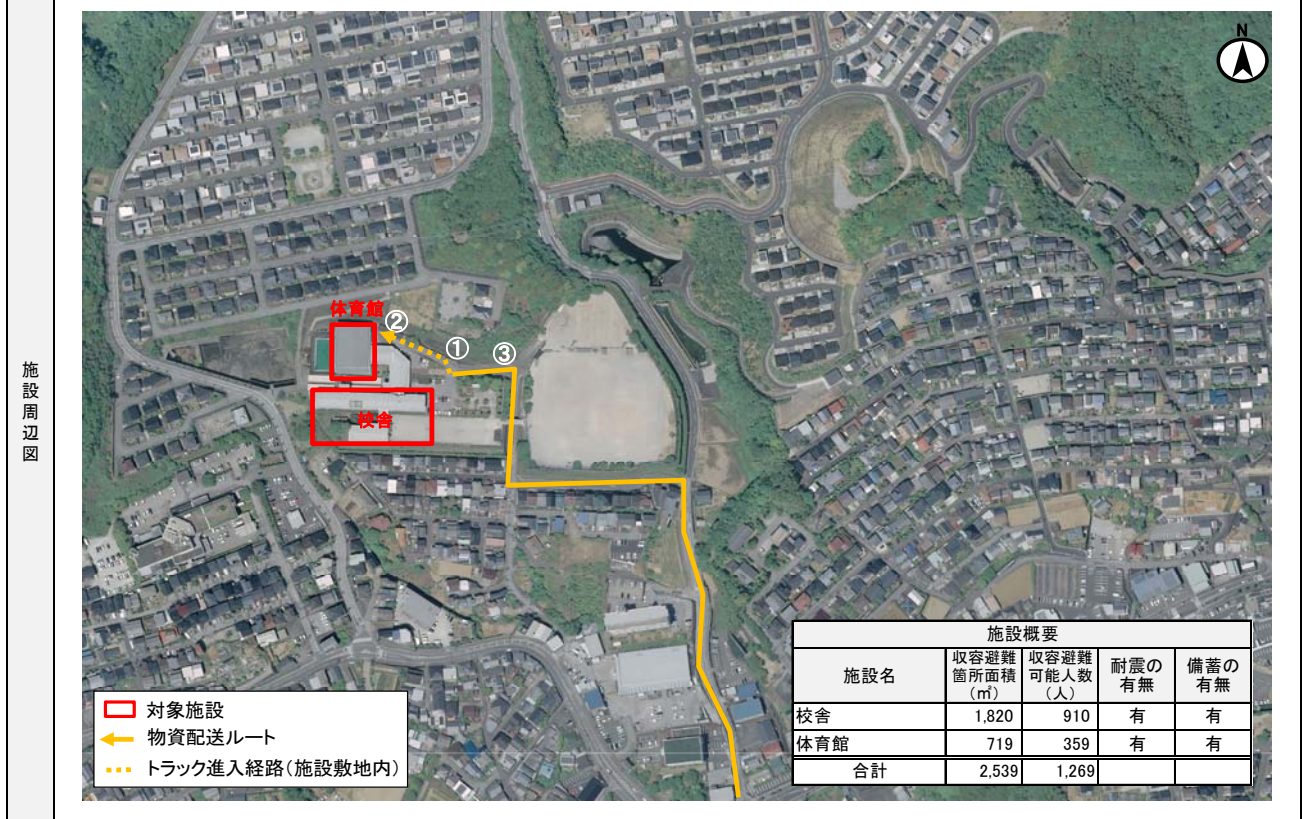 施設周辺図
N
体育館
②
①
③
校舎
対象施設
物資配送ルート
トラック進入経路(施設敷地内)
施設概要
施設名 収容避難箇所面積(㎡) 収容避難可能人数(人) 耐震の有無 備蓄の有無
校舎 1,820 910 有 有
体育館 719 359 有 有
合計 2,539 1,269